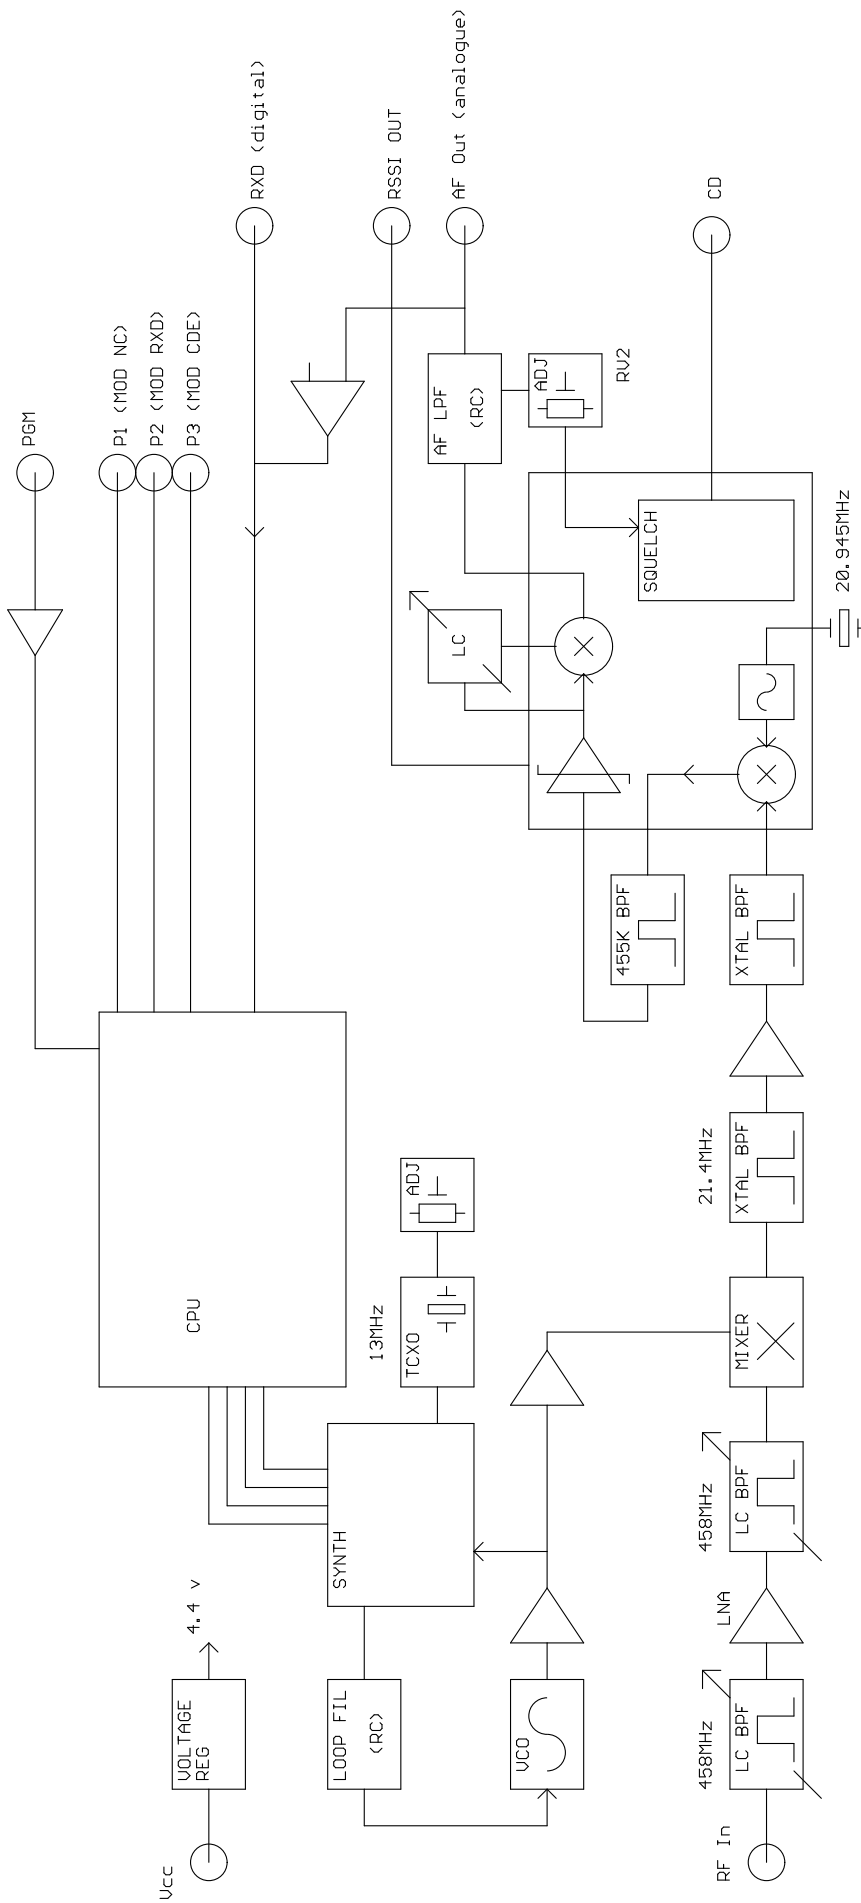 Vcc
VOLTAGE
REG
4.4 v
PGM
P1 (MOD NC)
P2 (MOD RXD)
P3 (MOD CDE)
RXD (digital)
CPU
RSSI OUT
AF Out (analogue)
LOOP FIL
(RC)
SYNTH
13MHz
TCXO
ADJ
LC
AF LPF
(RC)
ADJ
RV2
VCO
SQUELCH
CD
455K BPF
RF In
458MHz
LC BPF
LNA
458MHz
LC BPF
MIXER
21.4MHz
XTAL BPF
XTAL BPF
20.945MHz